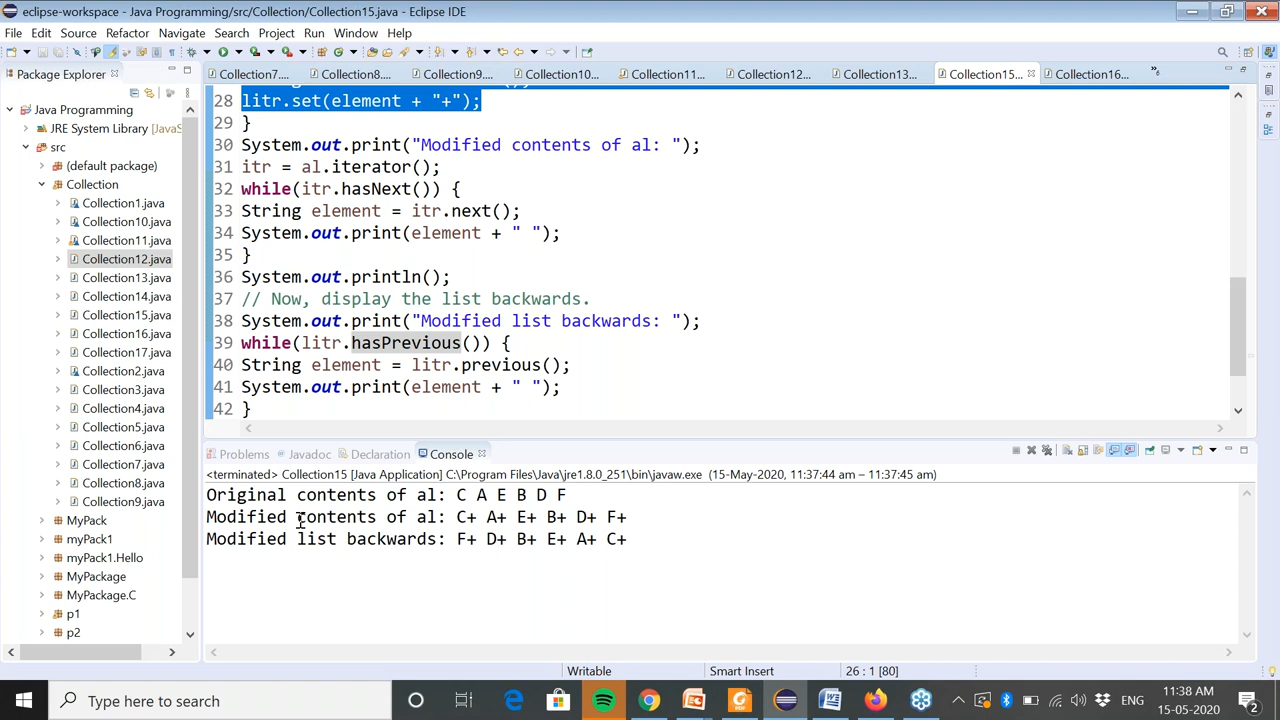 eclipse-workspace - Java Programming/src/Collection/Collection15.java - Eclipse IDE
File Edit Source Refactor Navigate Search Project Run Window Help
Package Explorer
Collection7.... Collection8.... Collection9.... Collection10... Collection11... Collection12... Collection13... Collection15... Collection16...
Java Programming
JRE System Library [JavaS
src
(default package)
Collection
Collection1.java
Collection10.java
Collection11.java
Collection12.java
Collection13.java
Collection14.java
Collection15.java
Collection16.java
Collection17.java
Collection2.java
Collection3.java
Collection4.java
Collection5.java
Collection6.java
Collection7.java
Collection8.java
Collection9.java
MyPack
myPack1
myPack1.Hello
MyPackage
MyPackage.C
p1
p2
28 litr.set(element + "+");
29 }
30 System.out.print("Modified contents of al: ");
31 itr = al.iterator();
32 while(itr.hasNext()) {
33 String element = itr.next();
34 System.out.print(element + " ");
35 }
36 System.out.println();
37 // Now, display the list backwards.
38 System.out.print("Modified list backwards: ");
39 while(litr.hasPrevious()) {
40 String element = litr.previous();
41 System.out.print(element + " ");
42 }
Problems Javadoc Declaration Console
<terminated> Collection15 [Java Application] C:\Program Files\Java\jre1.8.0_251\bin\javaw.exe (15-May-2020, 11:37:44 am – 11:37:45 am)
Original contents of al: C A E B D F
Modified contents of al: C+ A+ E+ B+ D+ F+
Modified list backwards: F+ D+ B+ E+ A+ C+
Writable Smart Insert 26 : 1 [80]
Type here to search
ENG
11:38 AM
15-05-2020
2